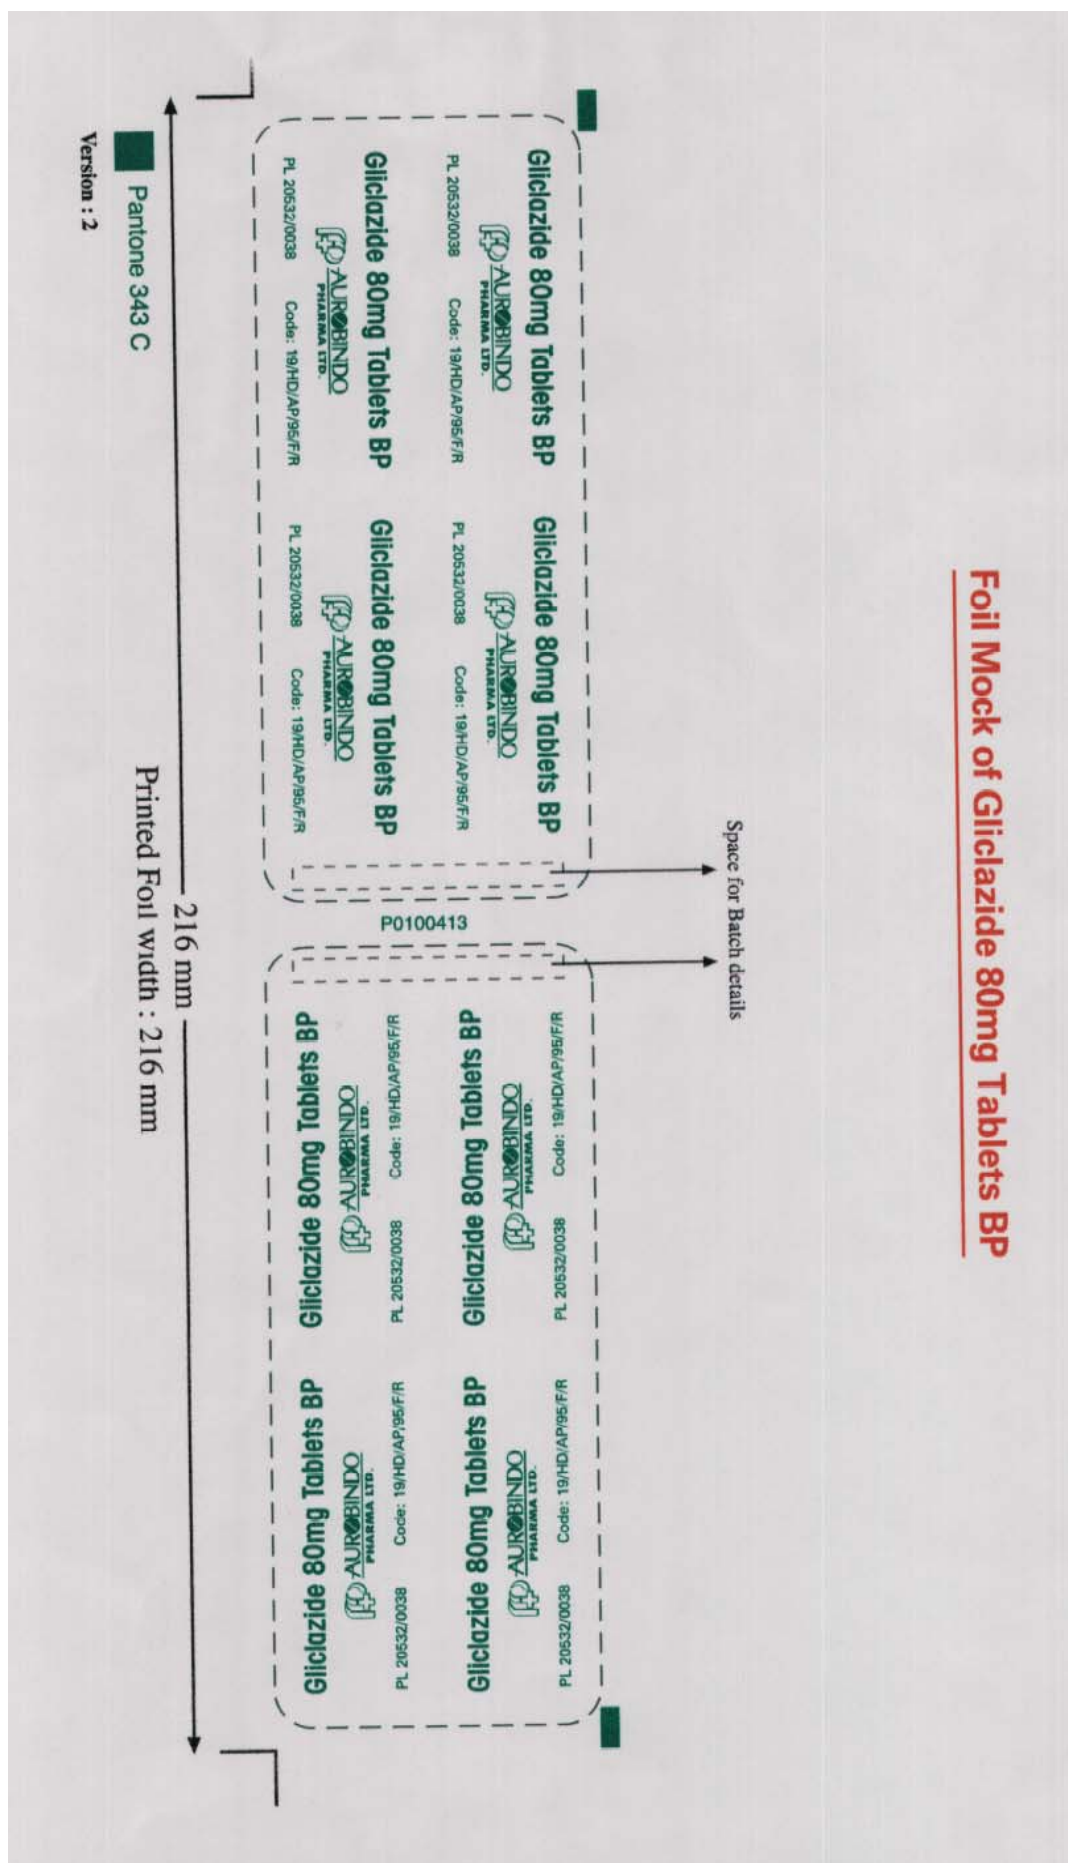 Foil Mock of Gliclazide 80mg Tablets BP
Space for Batch details
Gliclazide 80mg Tablets BP
AUROBINDO
PHARMA LTD.
PL 20532/0038 Code: 19/HD/AP/95/F/R
Gliclazide 80mg Tablets BP
AUROBINDO
PHARMA LTD.
PL 20532/0038 Code: 19/HD/AP/95/F/R
Gliclazide 80mg Tablets BP
AUROBINDO
PHARMA LTD.
PL 20532/0038 Code: 19/HD/AP/95/F/R
Gliclazide 80mg Tablets BP
AUROBINDO
PHARMA LTD.
PL 20532/0038 Code: 19/HD/AP/95/F/R
P0100413
Gliclazide 80mg Tablets BP
AUROBINDO
PHARMA LTD.
PL 20532/0038 Code: 19/HD/AP/95/F/R
Gliclazide 80mg Tablets BP
AUROBINDO
PHARMA LTD.
PL 20532/0038 Code: 19/HD/AP/95/F/R
Gliclazide 80mg Tablets BP
AUROBINDO
PHARMA LTD.
PL 20532/0038 Code: 19/HD/AP/95/F/R
Gliclazide 80mg Tablets BP
AUROBINDO
PHARMA LTD.
PL 20532/0038 Code: 19/HD/AP/95/F/R
216 mm
Printed Foil width : 216 mm
Pantone 343 C
Version : 2